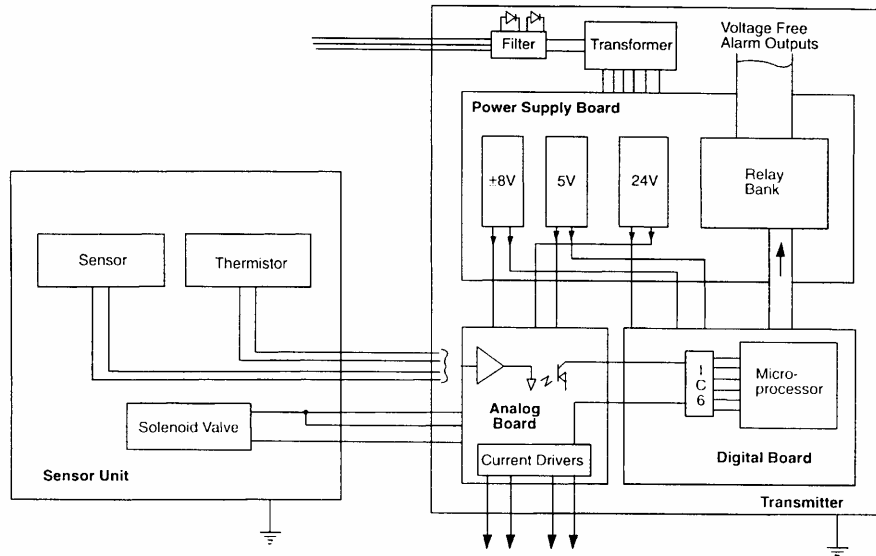 Filter
Transformer
Voltage Free
Alarm Outputs
Power Supply Board
±8V
5V
24V
Relay
Bank
Sensor
Thermistor
Solenoid Valve
Sensor Unit
Analog
Board
Current Drivers
I
C
6
Micro-
processor
Digital Board
Transmitter